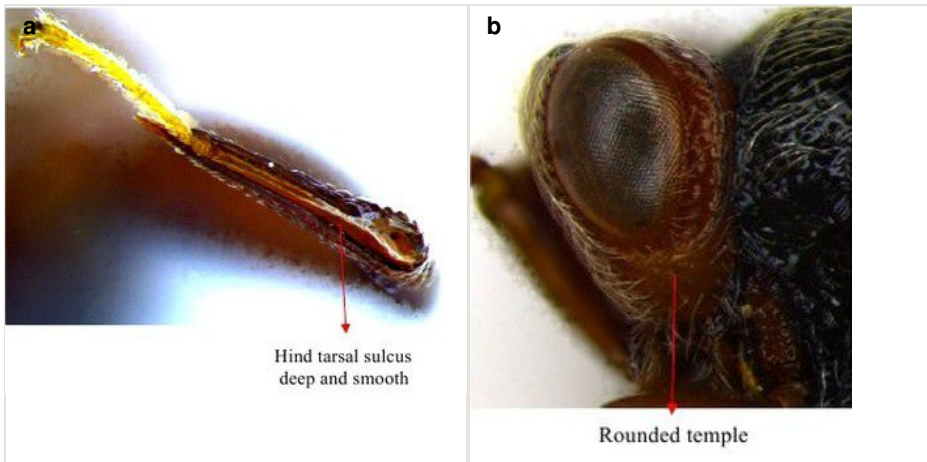 a
b
Hind tarsal sulcus
deep and smooth
Rounded temple